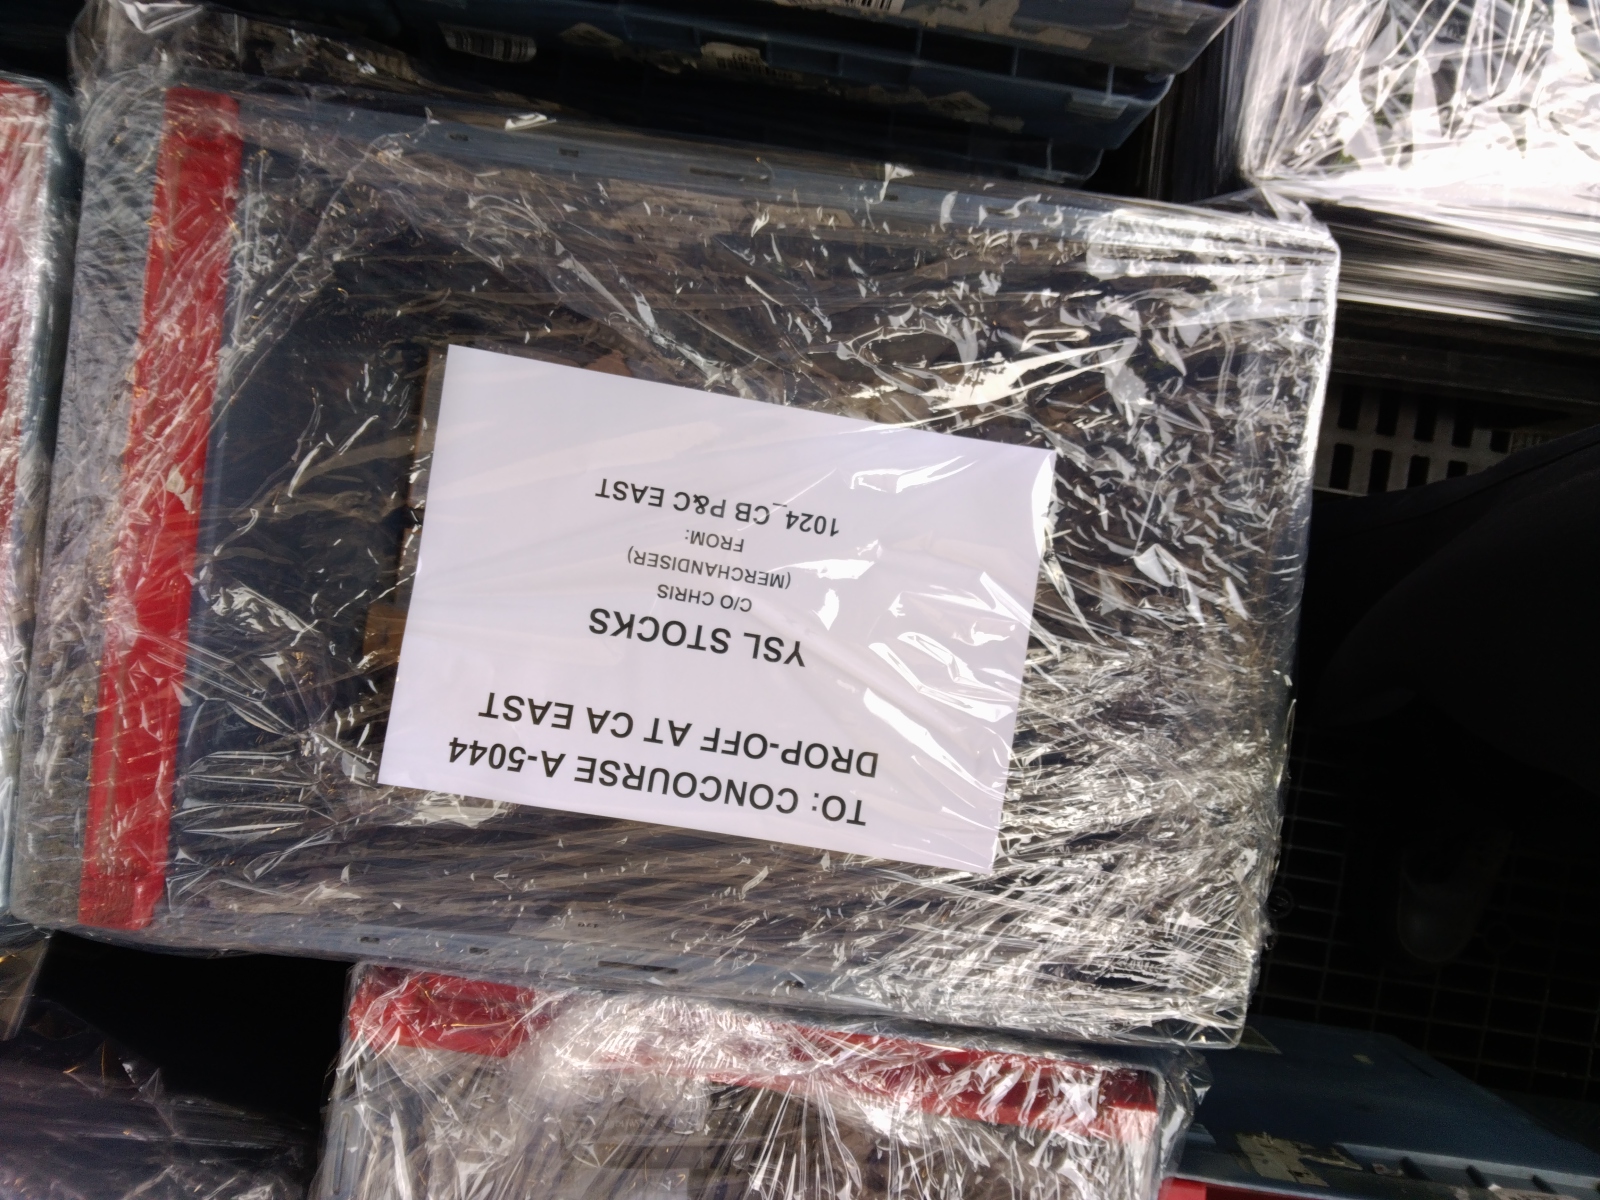 TO: CONCOURSE A-5044
DROP-OFF AT CA EAST
YSL STOCKS
C/O CHRIS
(MERCHANDISER)
FROM:
1024_CB P&C EAST